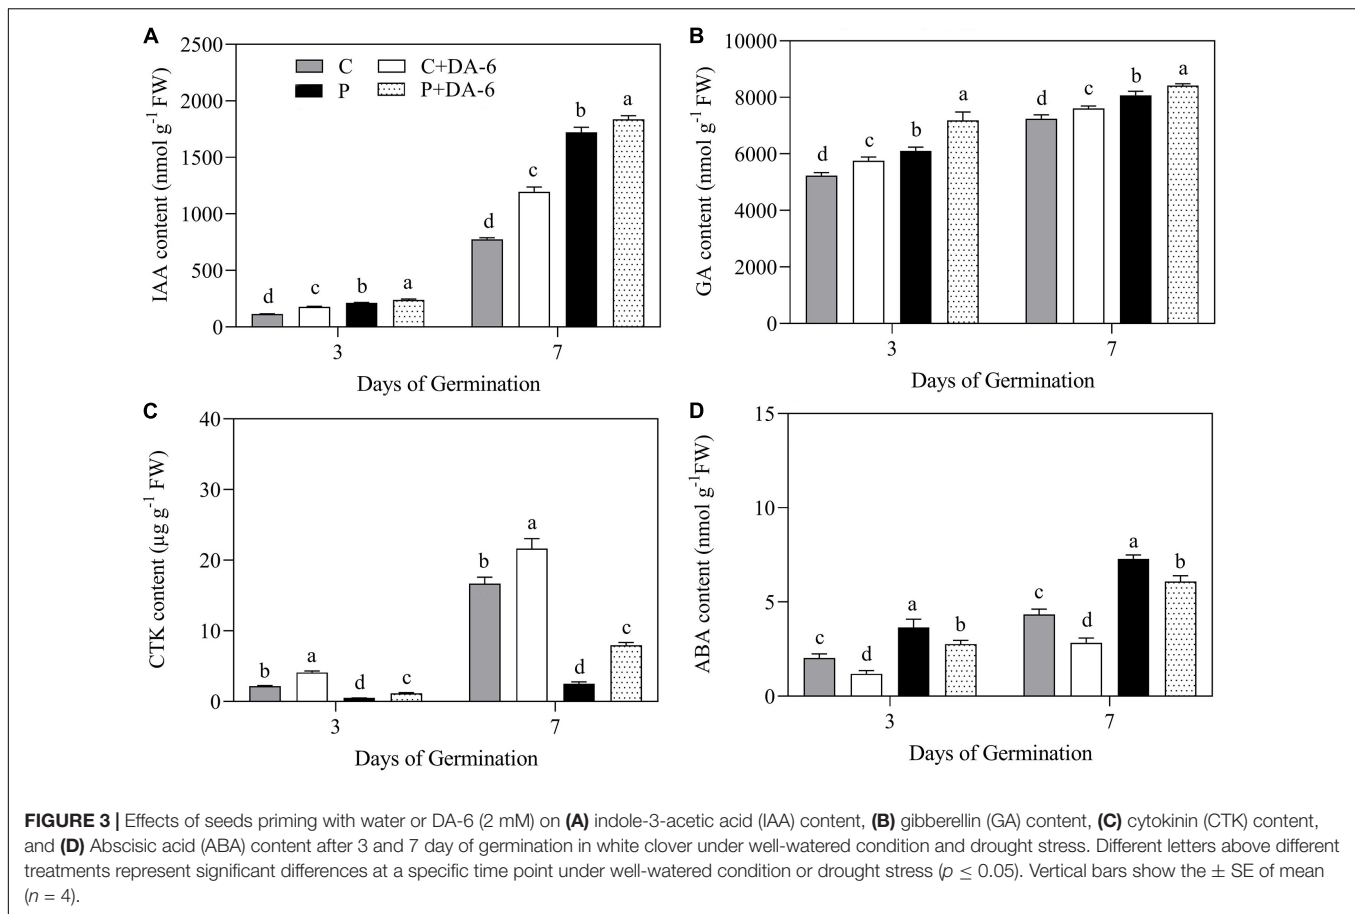 A
2500
2000
1500
1000
500
0
IAA content (nmol g⁻¹ FW)
C C+DA-6
P P+DA-6
d c b a d c b a
3 7
Days of Germination
B
10000
8000
6000
4000
2000
0
GA content (nmol g⁻¹ FW)
d c b a d c b a
3 7
Days of Germination
C
40
30
20
10
0
CTK content (µg g⁻¹ FW)
b a d c b a d c
3 7
Days of Germination
D
15
10
5
0
ABA content (nmol g⁻¹FW)
c d a b c d a b
3 7
Days of Germination
FIGURE 3 | Effects of seeds priming with water or DA-6 (2 mM) on (A) indole-3-acetic acid (IAA) content, (B) gibberellin (GA) content, (C) cytokinin (CTK) content,
and (D) Abscisic acid (ABA) content after 3 and 7 day of germination in white clover under well-watered condition and drought stress. Different letters above different
treatments represent significant differences at a specific time point under well-watered condition or drought stress (p ≤ 0.05). Vertical bars show the ± SE of mean
(n = 4).